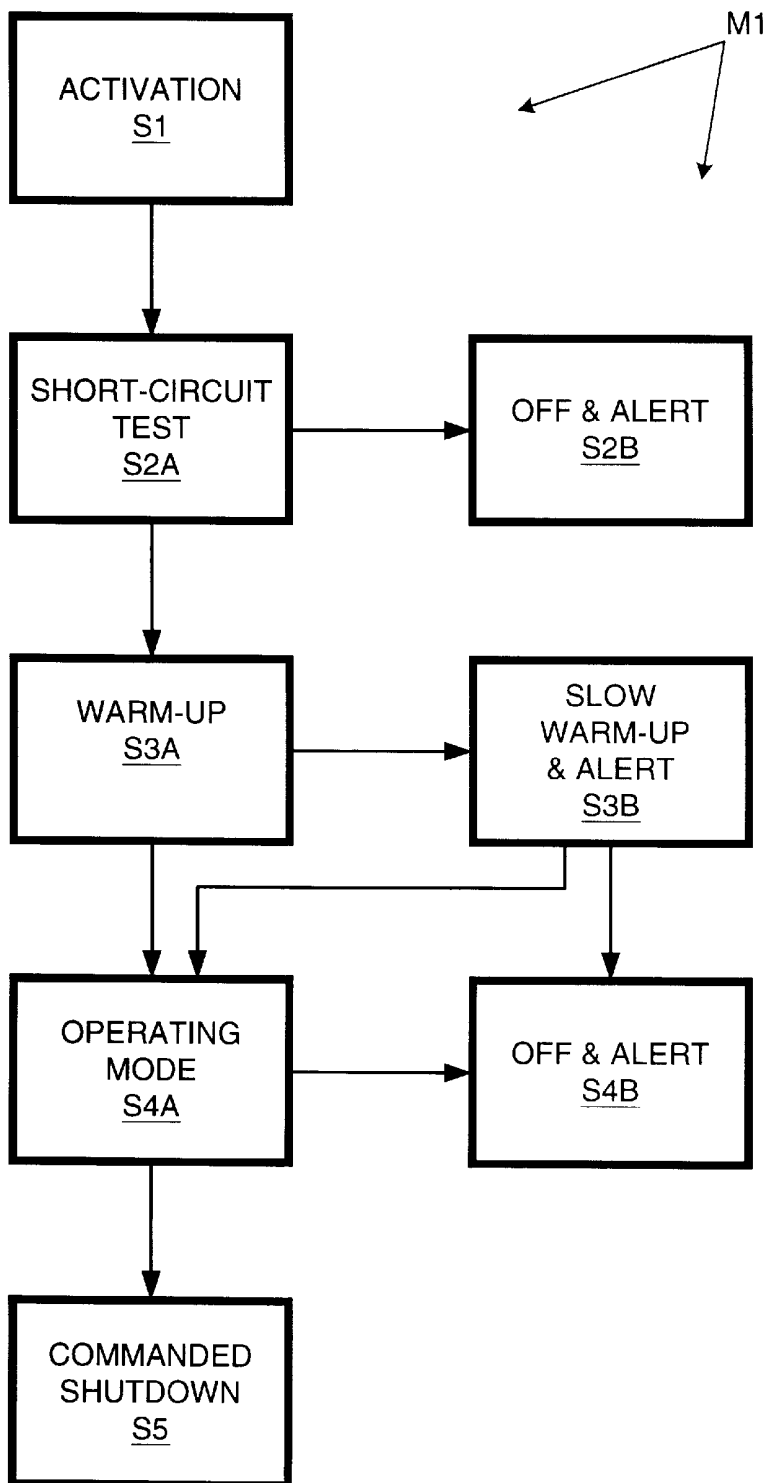 M1
ACTIVATION
S1
SHORT-CIRCUIT
TEST
S2A
OFF & ALERT
S2B
WARM-UP
S3A
SLOW
WARM-UP
& ALERT
S3B
OPERATING
MODE
S4A
OFF & ALERT
S4B
COMMANDED
SHUTDOWN
S5